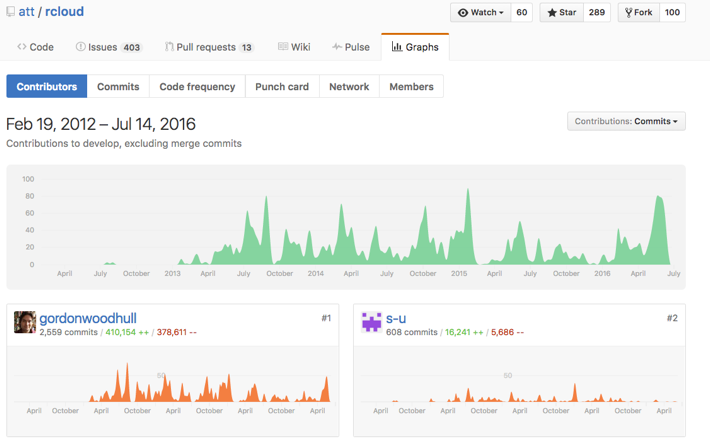 att / rcloud
Watch 60 Star 289 Fork 100
Code Issues 403 Pull requests 13 Wiki Pulse Graphs
Contributors Commits Code frequency Punch card Network Members
Feb 19, 2012 – Jul 14, 2016
Contributions: Commits
Contributions to develop, excluding merge commits
100
80
60
40
20
0
April July October 2013 April July October 2014 April July October 2015 April July October 2016 April July
gordonwoodhull #1
2,559 commits / 410,154 ++ / 378,611 --
50
April October April October April October April October April
s-u #2
608 commits / 16,241 ++ / 5,686 --
50
April October April October April October April October April